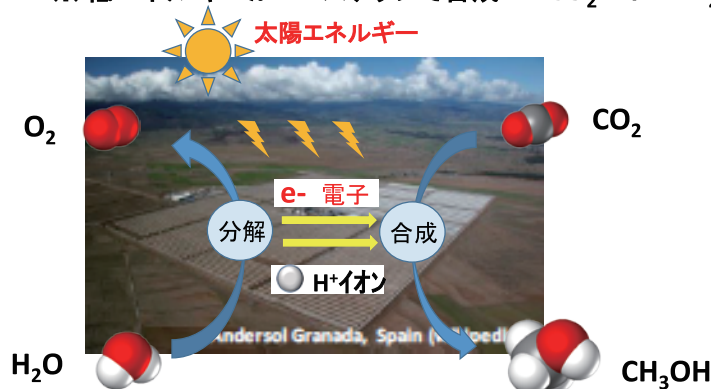 太陽エネルギー
O₂
CO₂
e- 電子
分解
合成
H⁺イオン
Andersol Granada, Spain
H₂O
CH₃OH